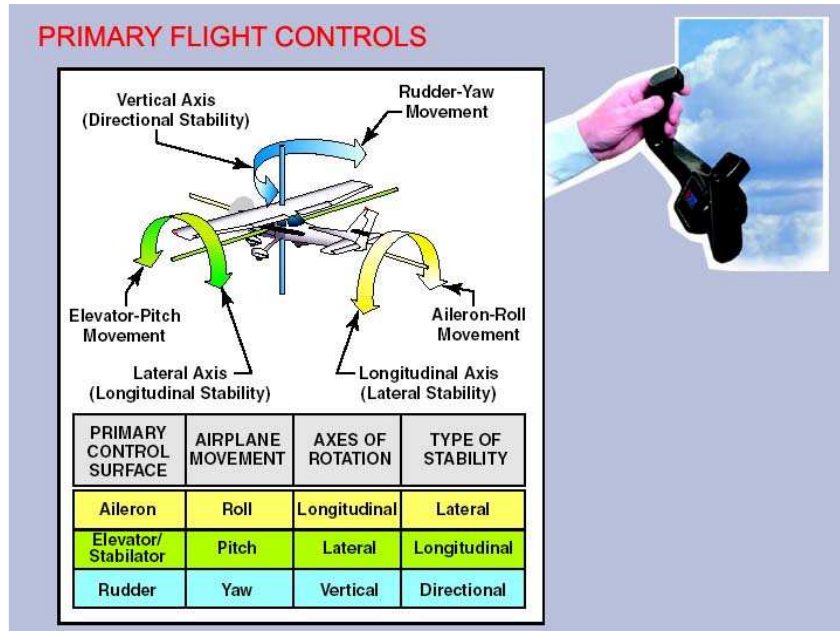 PRIMARY FLIGHT CONTROLS
Vertical Axis
(Directional Stability)
Rudder-Yaw
Movement
Elevator-Pitch
Movement
Aileron-Roll
Movement
Lateral Axis
(Longitudinal Stability)
Longitudinal Axis
(Lateral Stability)
PRIMARY CONTROL SURFACE AIRPLANE MOVEMENT AXES OF ROTATION TYPE OF STABILITY
Aileron Roll Longitudinal Lateral
Elevator/ Stabilator Pitch Lateral Longitudinal
Rudder Yaw Vertical Directional